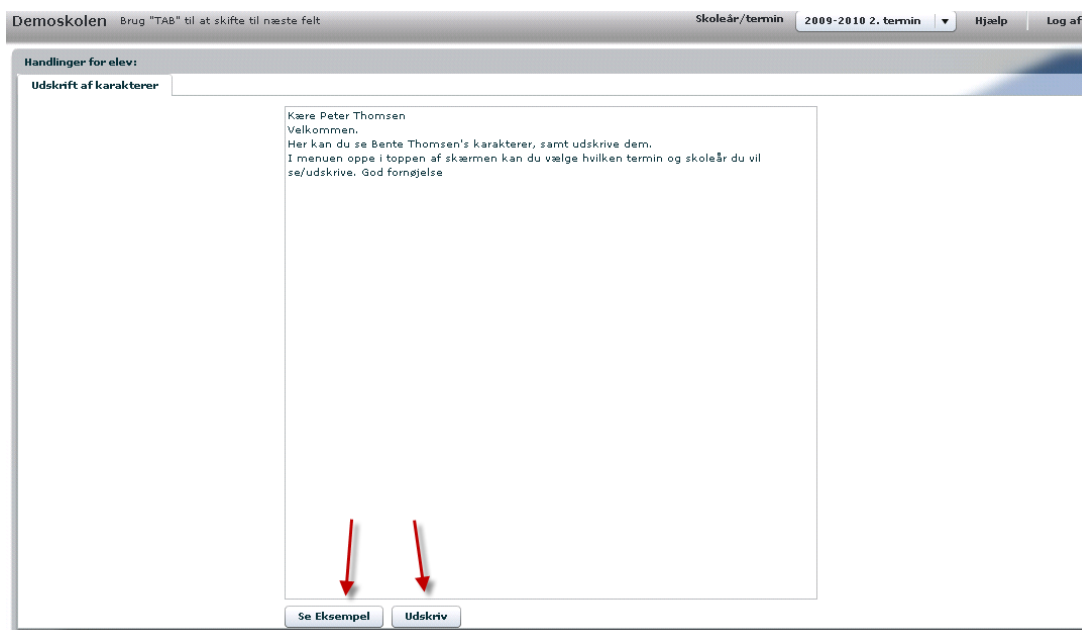 Demoskolen Brug "TAB" til at skifte til næste felt Skoleår/termin 2009-2010 2. termin Hjælp Log af
Handlinger for elev:
Udskrift af karakterer
Kære Peter Thomsen
Velkommen.
Her kan du se Bente Thomsen's karakterer, samt udskrive dem.
I menuen oppe i toppen af skærmen kan du vælge hvilken termin og skoleår du vil
se/udskrive. God fornøjelse
Se Eksempel Udskriv